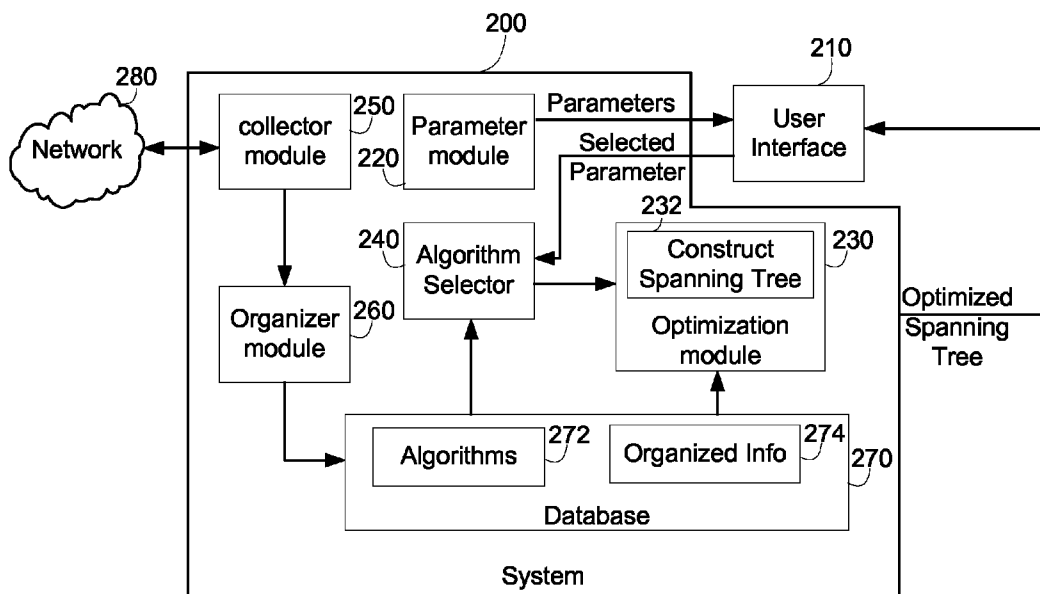 200
210
280
250
collector
module
Parameter
module
220
Parameters
Selected
Parameter
User
Interface
Network
240
Algorithm
Selector
232
230
Construct
Spanning Tree
Optimization
module
Optimized
Spanning
Tree
260
Organizer
module
272
Algorithms
274
Organized Info
270
Database
System